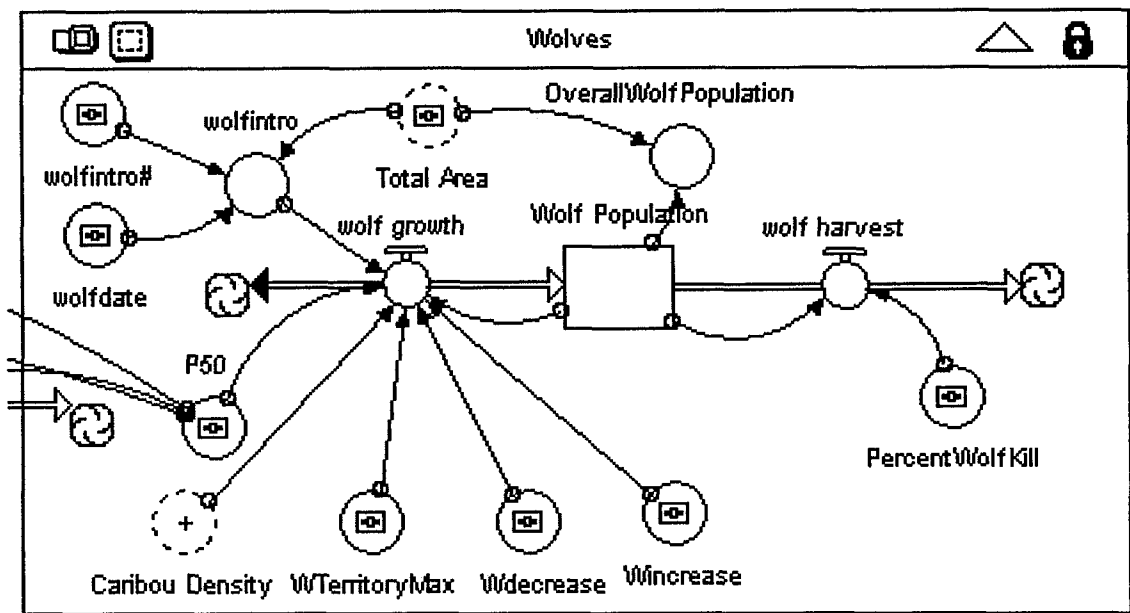 Wolves
OverallWolfPopulation
wolfintro
wolfintro#
Total Area
Wolf Population
wolf growth
wolf harvest
wolfdate
P50
PercentWolfKill
Caribou Density
WTerritoryMax
Wdecrease
Wincrease